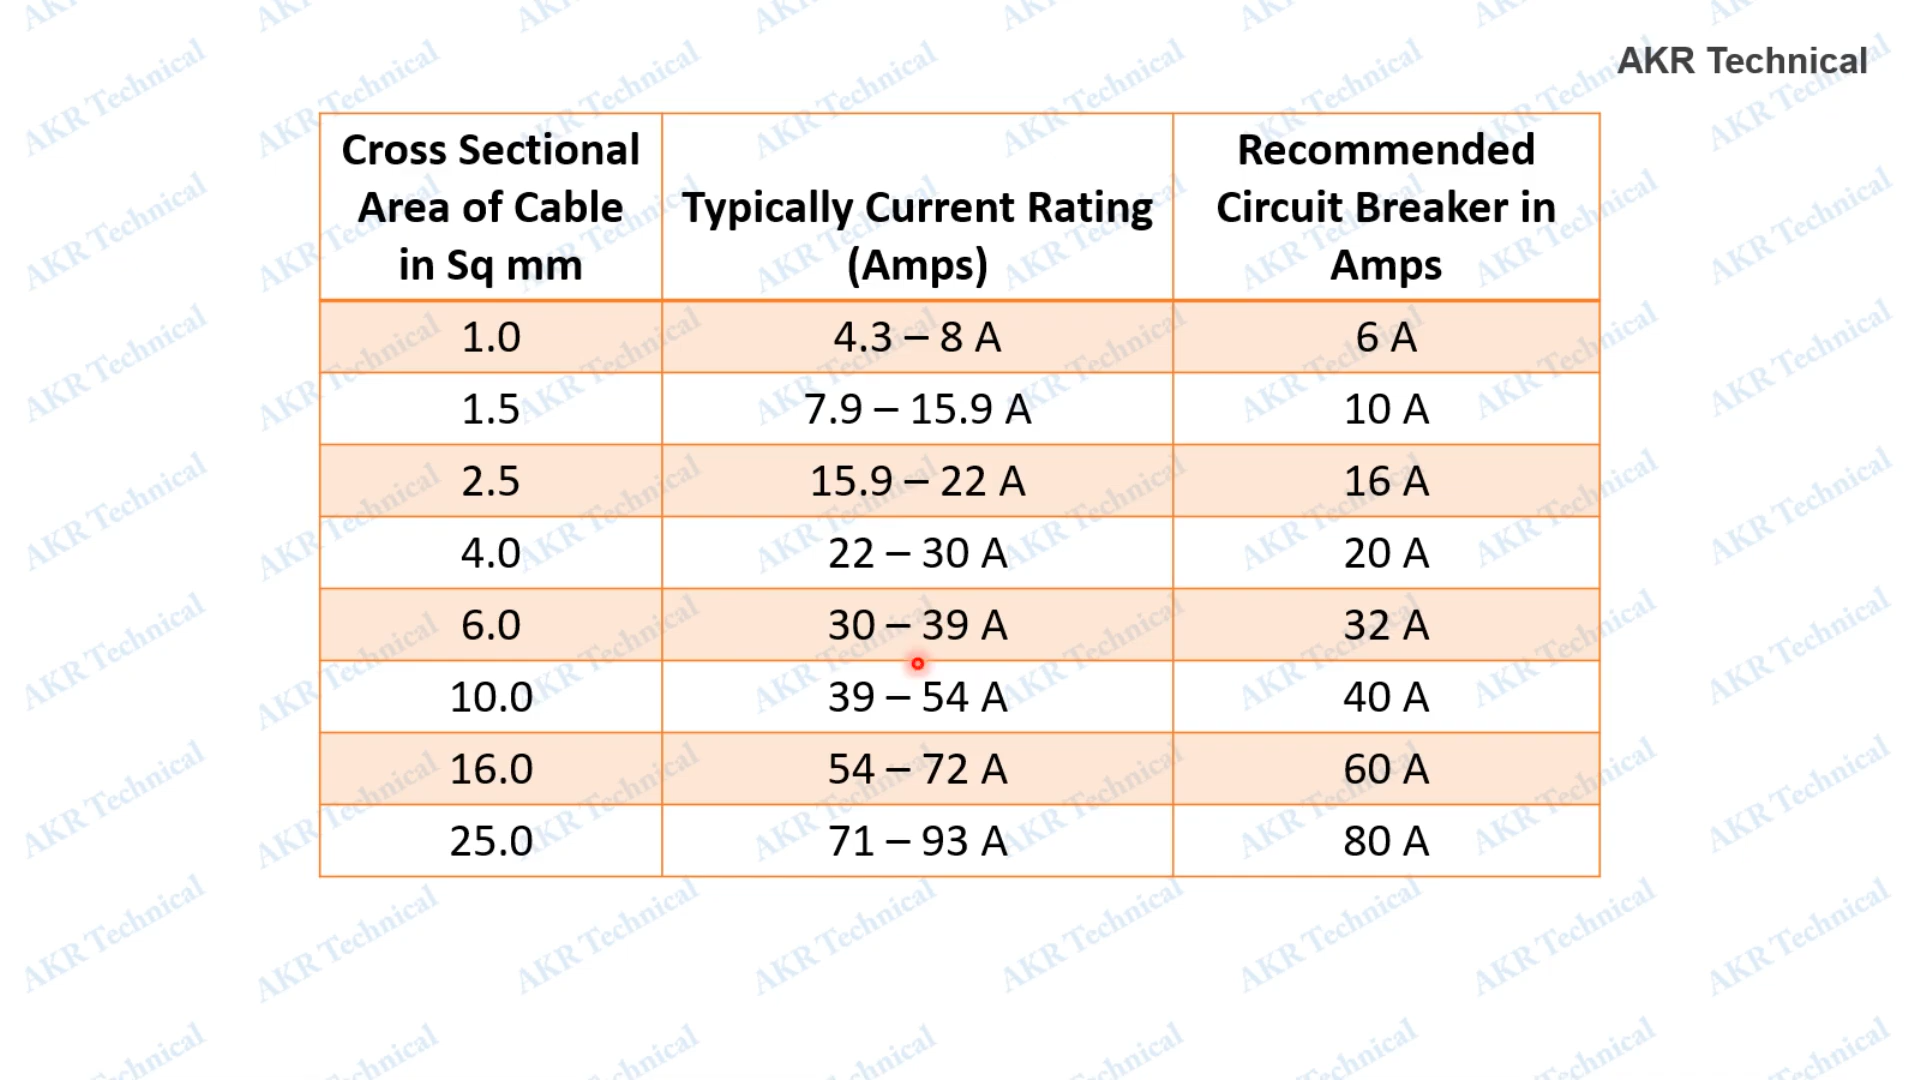 AKR Technical
Cross Sectional
Area of Cable
in Sq mm
Typically Current Rating
(Amps)
Recommended
Circuit Breaker in
Amps
1.0 4.3 – 8 A 6 A
1.5 7.9 – 15.9 A 10 A
2.5 15.9 – 22 A 16 A
4.0 22 – 30 A 20 A
6.0 30 – 39 A 32 A
10.0 39 – 54 A 40 A
16.0 54 – 72 A 60 A
25.0 71 – 93 A 80 A